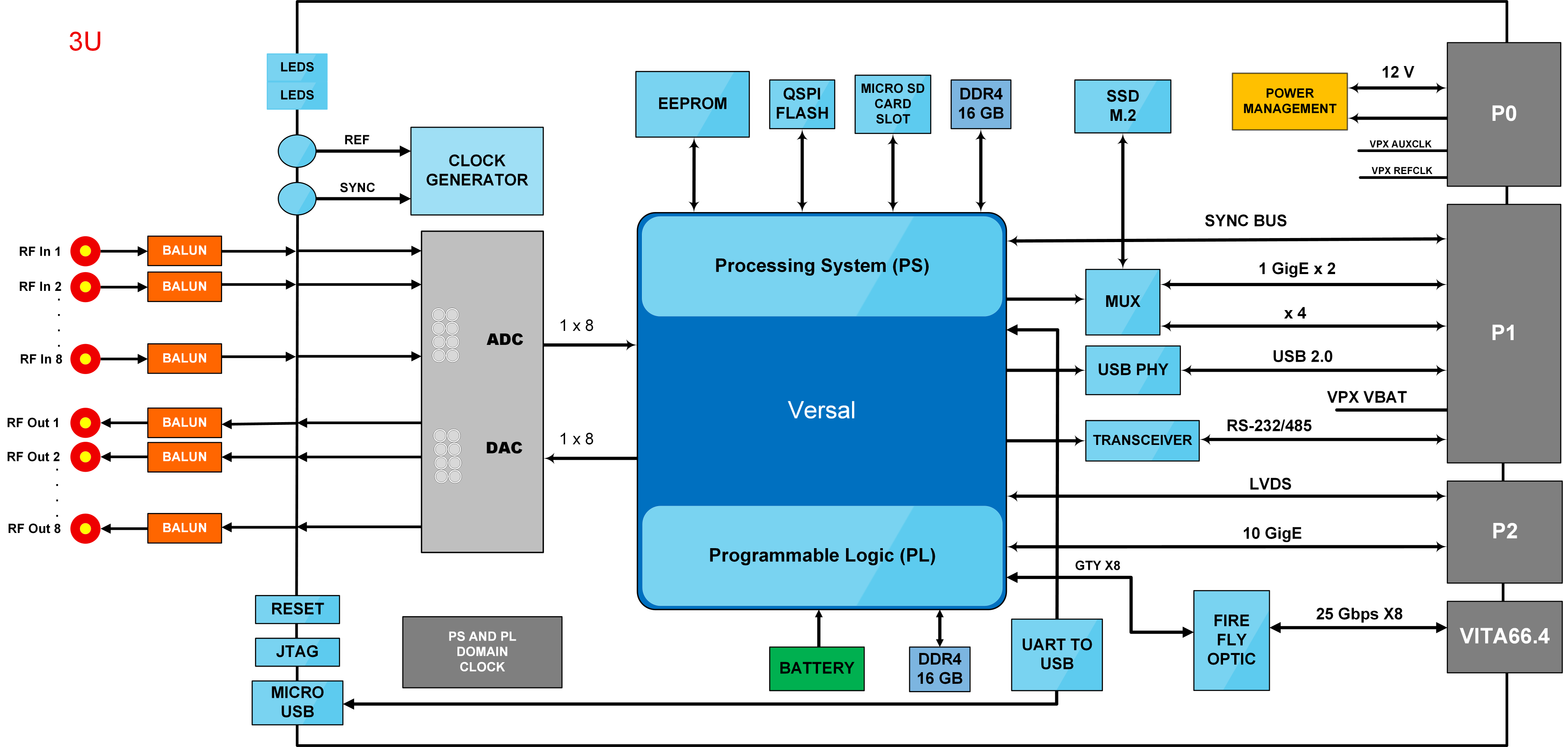 3U
LEDS
LEDS
REF
SYNC
CLOCK
GENERATOR
EEPROM
QSPI
FLASH
MICRO SD
CARD
SLOT
DDR4
16 GB
SSD
M.2
POWER
MANAGEMENT
12 V
VPX AUXCLK
VPX REFCLK
P0
RF In 1
BALUN
RF In 2
BALUN
RF In 8
BALUN
RF Out 1
BALUN
RF Out 2
BALUN
RF Out 8
BALUN
ADC
DAC
1 x 8
1 x 8
Processing System (PS)
Versal
Programmable Logic (PL)
SYNC BUS
MUX
1 GigE x 2
x 4
USB PHY
USB 2.0
VPX VBAT
TRANSCEIVER
RS-232/485
P1
LVDS
10 GigE
P2
GTY X8
FIRE
FLY
OPTIC
25 Gbps X8
VITA66.4
RESET
JTAG
MICRO
USB
PS AND PL
DOMAIN
CLOCK
BATTERY
DDR4
16 GB
UART TO
USB